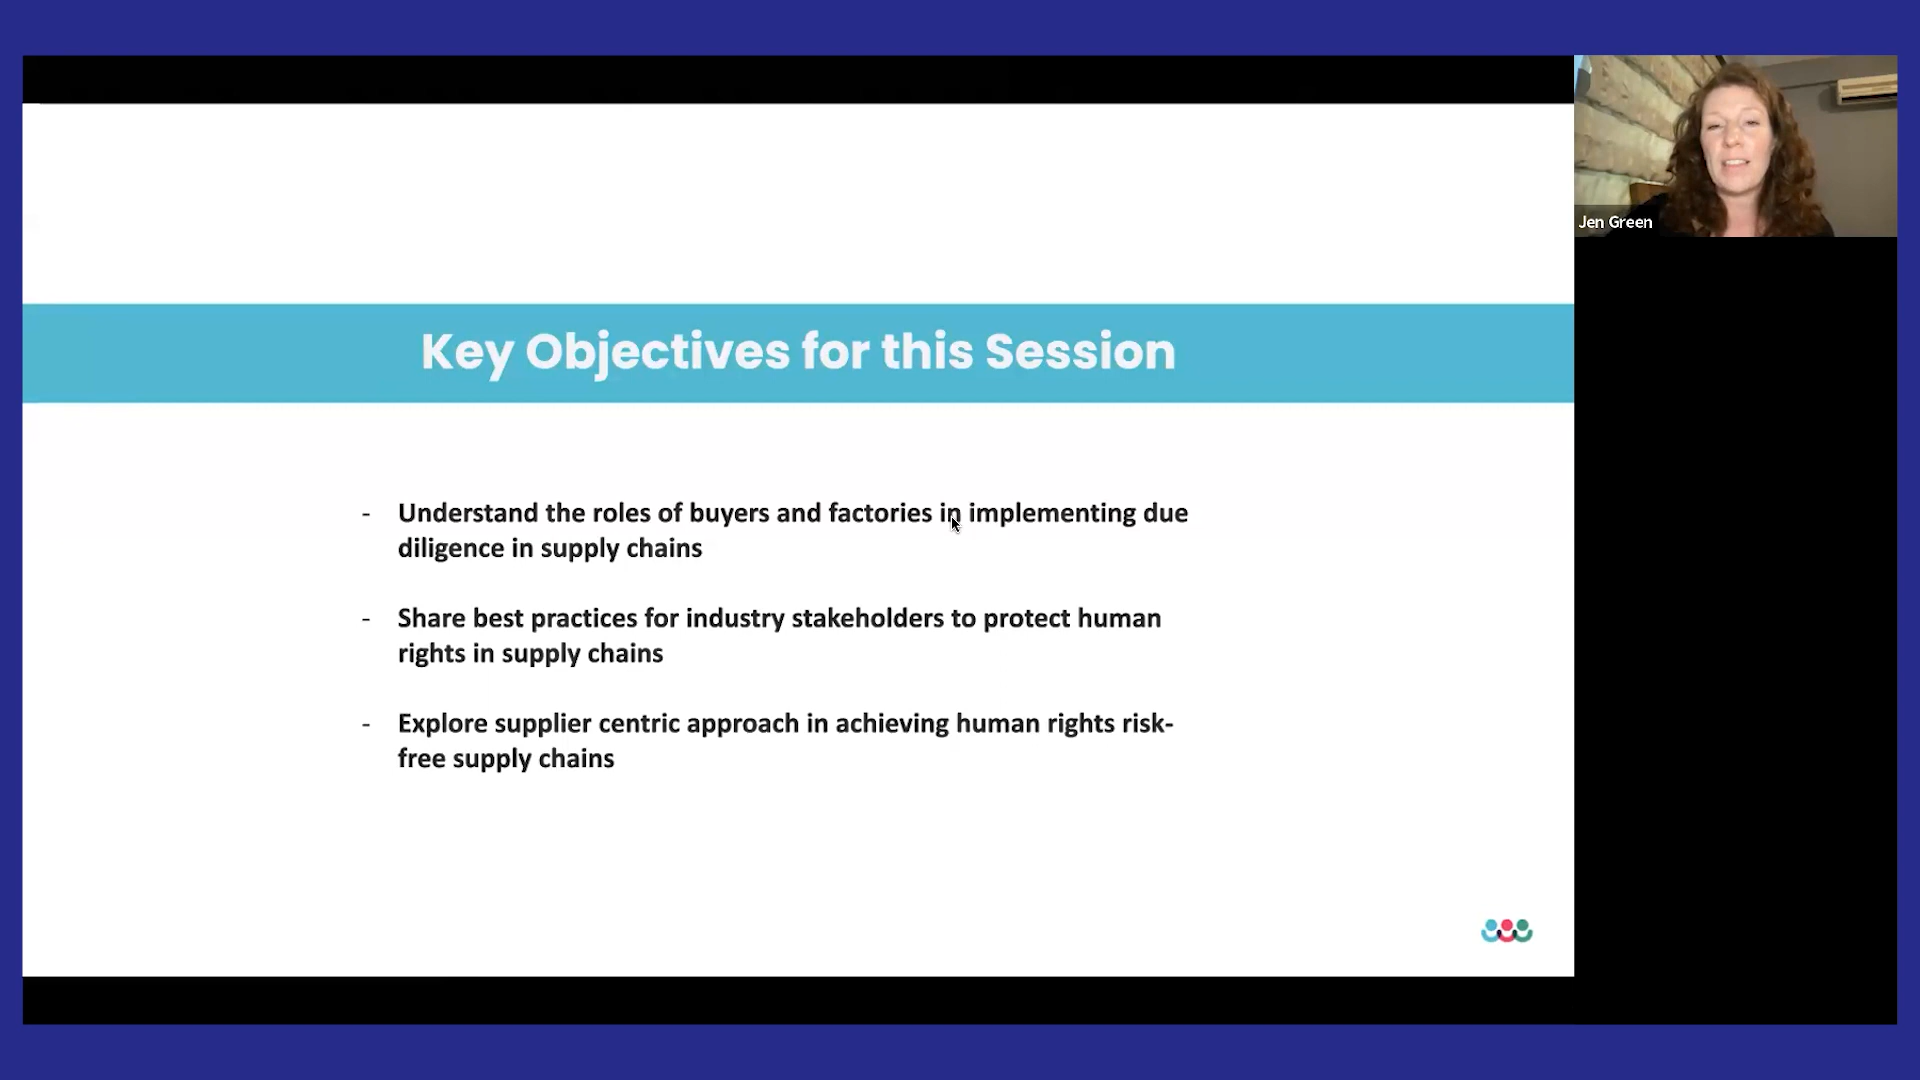 Key Objectives for this Session
- Understand the roles of buyers and factories in implementing due
diligence in supply chains
- Share best practices for industry stakeholders to protect human
rights in supply chains
- Explore supplier centric approach in achieving human rights risk-
free supply chains
Jen Green